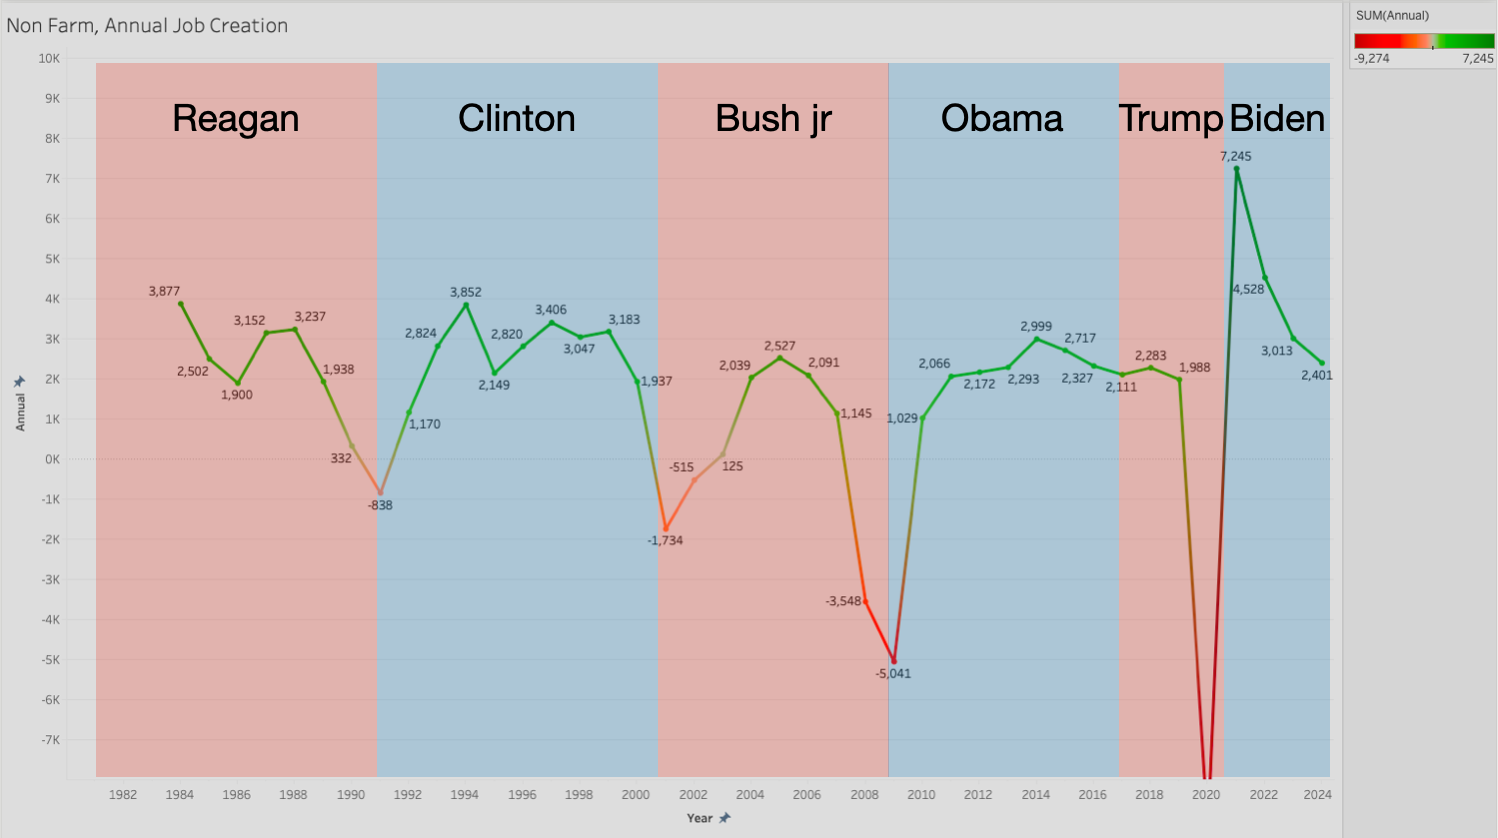 Non Farm, Annual Job Creation
SUM(Annual)
-9,274 7,245
10K
9K
8K
7K
6K
5K
4K
3K
2K
1K
0K
-1K
-2K
-3K
-4K
-5K
-6K
-7K
Annual
Reagan Clinton Bush jr Obama Trump Biden
3,877
2,502
1,900
3,152
3,237
1,938
332
-838
1,170
2,824
3,852
2,149
2,820
3,406
3,047
3,183
1,937
-1,734
-515
125
2,039
2,527
2,091
1,145
-3,548
-5,041
1,029
2,066
2,172
2,293
2,999
2,717
2,327
2,111
2,283
1,988
7,245
4,528
3,013
2,401
1982 1984 1986 1988 1990 1992 1994 1996 1998 2000 2002 2004 2006 2008 2010 2012 2014 2016 2018 2020 2022 2024
Year